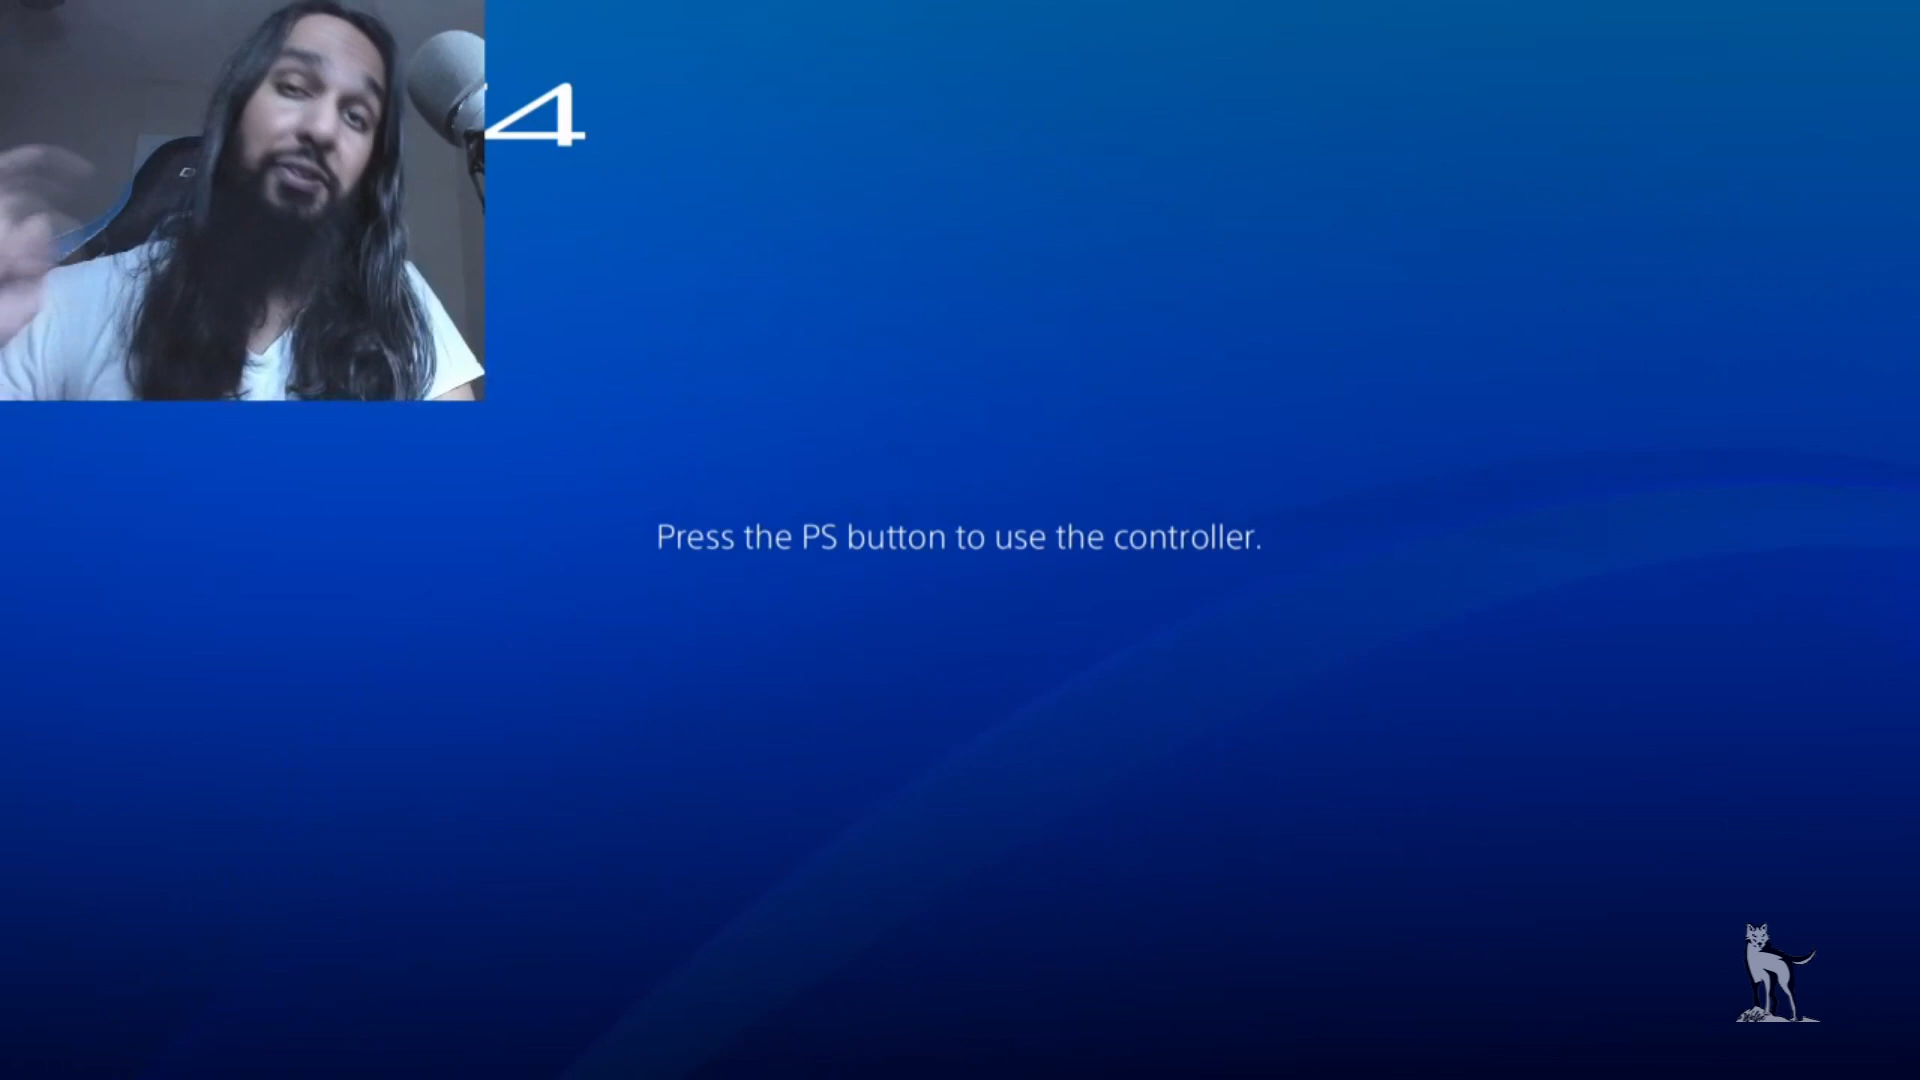 4
Press the PS button to use the controller.